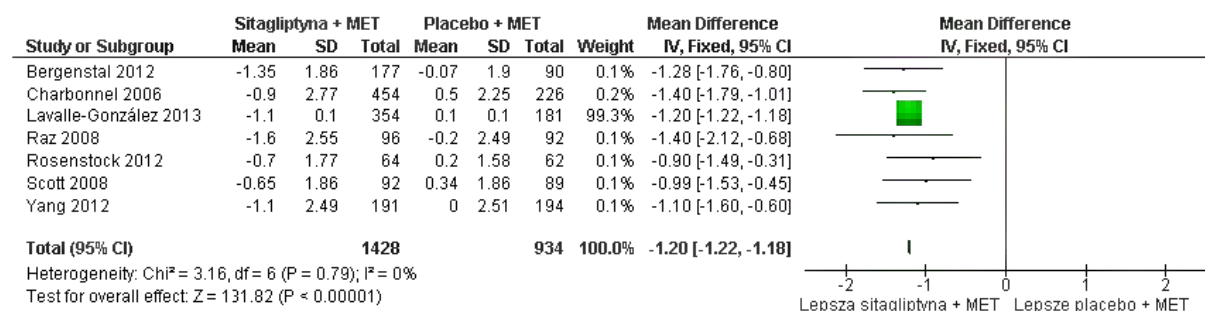 Sitagliptyna + MET Placebo + MET Mean Difference Mean Difference
Study or Subgroup Mean SD Total Mean SD Total Weight IV, Fixed, 95% CI IV, Fixed, 95% CI
Bergenstal 2012 -1.35 1.86 177 -0.07 1.9 90 0.1% -1.28 [-1.76, -0.80]
Charbonnel 2006 -0.9 2.77 454 0.5 2.25 226 0.2% -1.40 [-1.79, -1.01]
Lavalle-González 2013 -1.1 0.1 354 0.1 0.1 181 99.3% -1.20 [-1.22, -1.18]
Raz 2008 -1.6 2.55 96 -0.2 2.49 92 0.1% -1.40 [-2.12, -0.68]
Rosenstock 2012 -0.7 1.77 64 0.2 1.58 62 0.1% -0.90 [-1.49, -0.31]
Scott 2008 -0.65 1.86 92 0.34 1.86 89 0.1% -0.99 [-1.53, -0.45]
Yang 2012 -1.1 2.49 191 0 2.51 194 0.1% -1.10 [-1.60, -0.60]
Total (95% CI) 1428 934 100.0% -1.20 [-1.22, -1.18]
Heterogeneity: Chi² = 3.16, df = 6 (P = 0.79); I² = 0%
Test for overall effect: Z = 131.82 (P < 0.00001)
-2 -1 0 1 2
Lepsza sitagliptyna + MET Lepsze placebo + MET